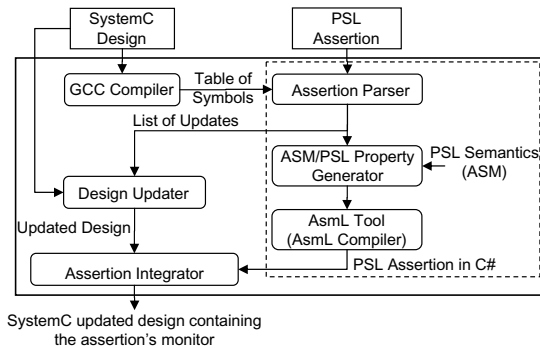 SystemC
Design
PSL
Assertion
GCC Compiler
Table of
Symbols
Assertion Parser
List of Updates
ASM/PSL Property
Generator
PSL Semantics
(ASM)
Design Updater
AsmL Tool
(AsmL Compiler)
Updated Design
Assertion Integrator
PSL Assertion in C#
SystemC updated design containing
the assertion's monitor